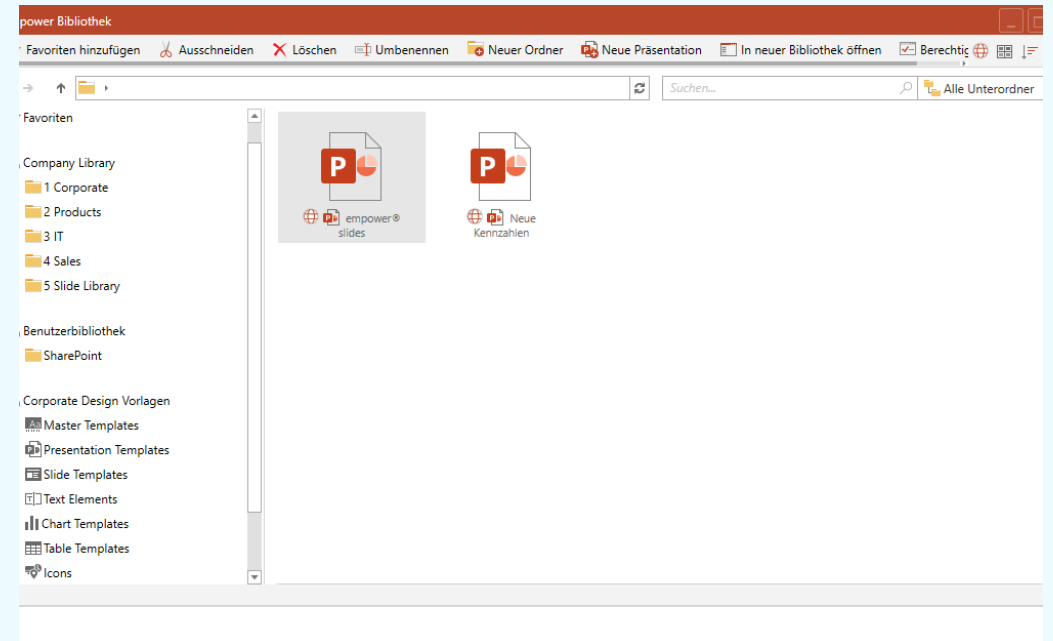 power Bibliothek
Favoriten hinzufügen Ausschneiden Löschen Umbenennen Neuer Ordner Neue Präsentation In neuer Bibliothek öffnen Berechtig
Suchen... Alle Unterordner
Favoriten
Company Library
1 Corporate
2 Products
3 IT
4 Sales
5 Slide Library
Benutzerbibliothek
SharePoint
Corporate Design Vorlagen
Master Templates
Presentation Templates
Slide Templates
Text Elements
Chart Templates
Table Templates
Icons
P
empower®
slides
P
Neue
Kennzahlen